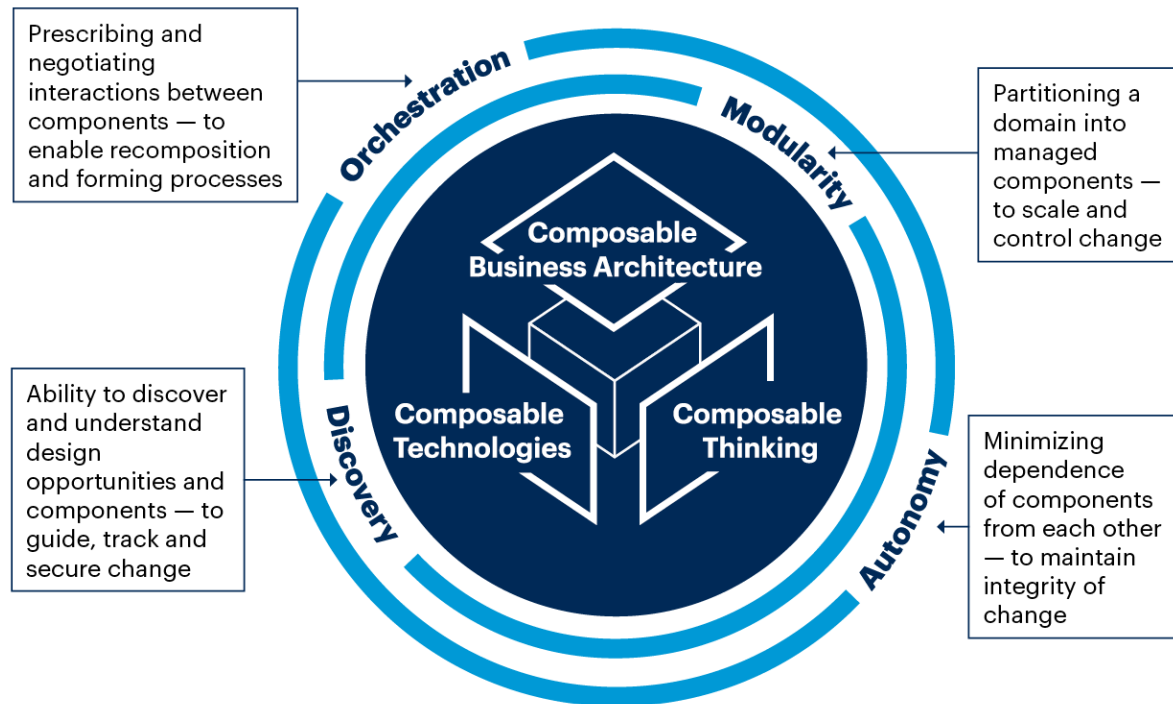 Prescribing and
negotiating
interactions between
components — to
enable recomposition
and forming processes
Orchestration
Modularity
Partitioning a
domain into
managed
components —
to scale and
control change
Composable
Business Architecture
Composable
Technologies
Composable
Thinking
Ability to discover
and understand
design
opportunities and
components — to
guide, track and
secure change
Discovery
Autonomy
Minimizing
dependence
of components
from each other
— to maintain
integrity of
change